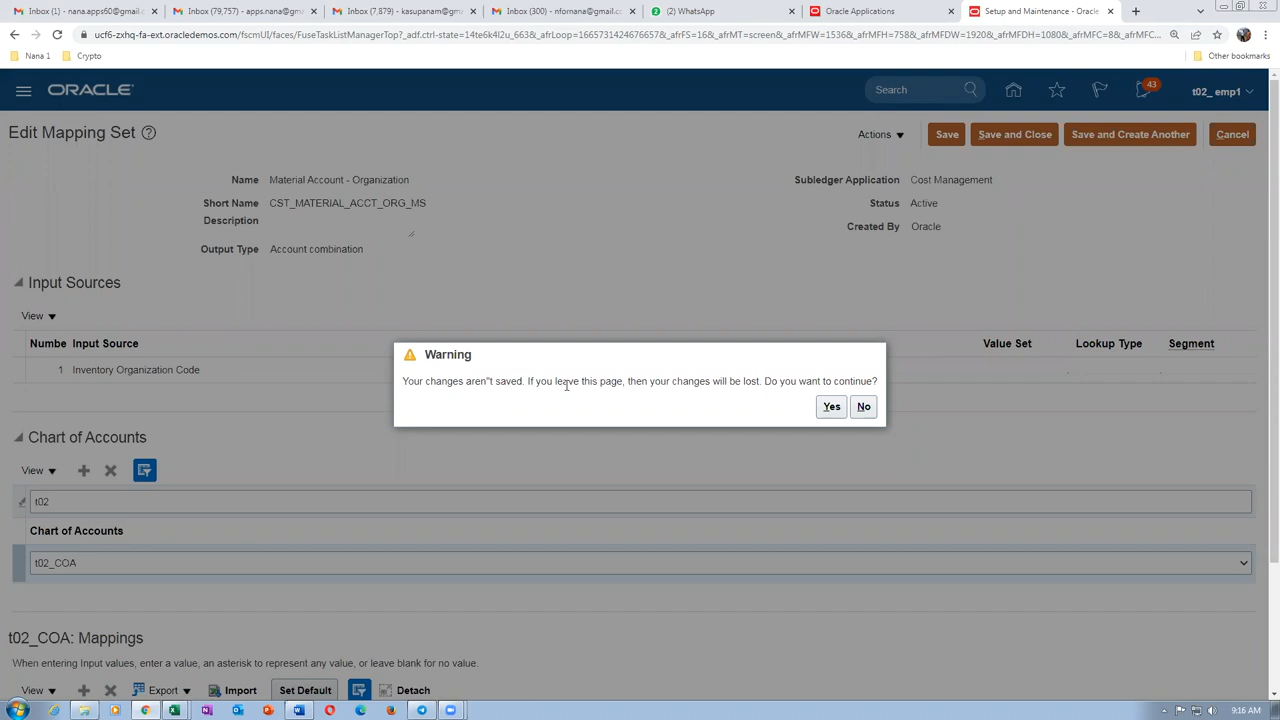 Inbox (1) - nana.apps60@gmail.c
Inbox (79,757) - apps.nana@gma
Inbox (7,879) - kasupanam@gma
Inbox (300) - nfornana@gmail.co
(2) WhatsApp
Oracle Applications
Setup and Maintenance - Oracle
ucf6-zxhq-fa-ext.oracledemos.com/fscmUI/faces/FuseTaskListManagerTop?_adf.ctrl-state=14te6k4l2u_663&_afrLoop=16657314246766578&_afrFS=16&_afrMT=screen&_afrMFW=1536&_afrMFH=758&_afrMFDW=1920&_afrMFDH=1080&_afrMFC=8&_afrMFC...
Nana 1
Crypto
Other bookmarks
ORACLE
Search
43
t02_ emp1
Edit Mapping Set
Actions
Save
Save and Close
Save and Create Another
Cancel
Name Material Account - Organization
Subledger Application Cost Management
Short Name CST_MATERIAL_ACCT_ORG_MS
Status Active
Description
Created By Oracle
Output Type Account combination
Input Sources
View
Numbe Input Source Value Set Lookup Type Segment
1 Inventory Organization Code
Warning
Your changes aren"t saved. If you leave this page, then your changes will be lost. Do you want to continue?
Yes No
Chart of Accounts
View
t02
Chart of Accounts
t02_COA
t02_COA: Mappings
When entering input values, enter a value, an asterisk to represent any value, or leave blank for no value.
View Export Import Set Default Detach
9:16 AM